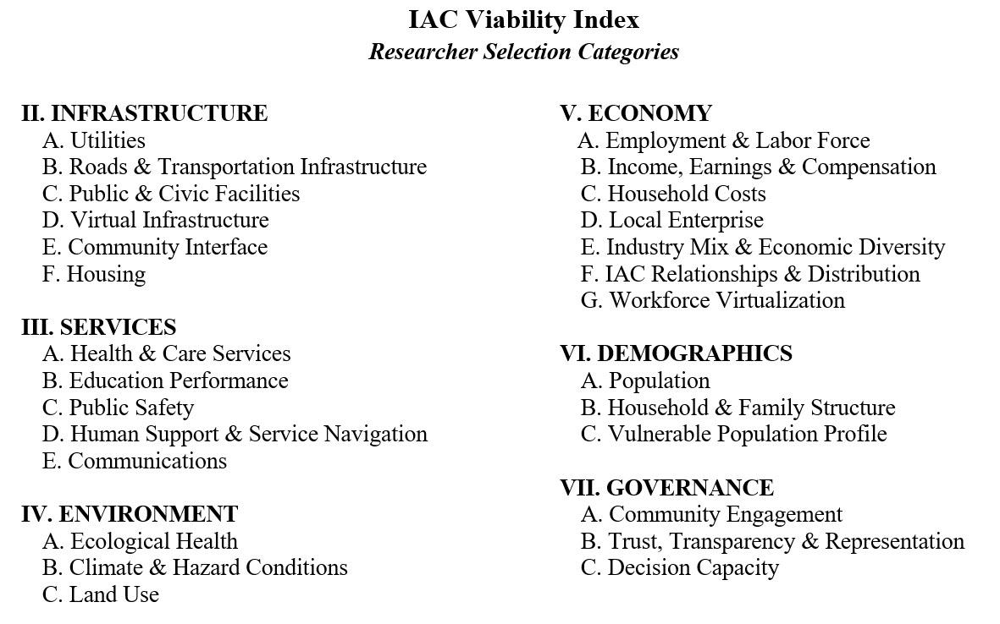 IAC Viability Index
Researcher Selection Categories
II. INFRASTRUCTURE
A. Utilities
B. Roads & Transportation Infrastructure
C. Public & Civic Facilities
D. Virtual Infrastructure
E. Community Interface
F. Housing
III. SERVICES
A. Health & Care Services
B. Education Performance
C. Public Safety
D. Human Support & Service Navigation
E. Communications
IV. ENVIRONMENT
A. Ecological Health
B. Climate & Hazard Conditions
C. Land Use
V. ECONOMY
A. Employment & Labor Force
B. Income, Earnings & Compensation
C. Household Costs
D. Local Enterprise
E. Industry Mix & Economic Diversity
F. IAC Relationships & Distribution
G. Workforce Virtualization
VI. DEMOGRAPHICS
A. Population
B. Household & Family Structure
C. Vulnerable Population Profile
VII. GOVERNANCE
A. Community Engagement
B. Trust, Transparency & Representation
C. Decision Capacity